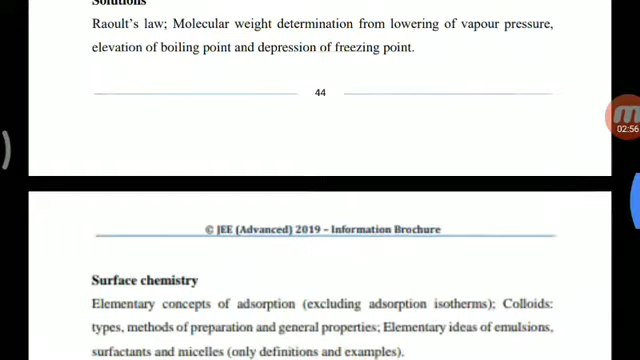 Solutions
Raoult's law; Molecular weight determination from lowering of vapour pressure,
elevation of boiling point and depression of freezing point.
44
02:56
© JEE (Advanced) 2019 – Information Brochure
Surface chemistry
Elementary concepts of adsorption (excluding adsorption isotherms); Colloids:
types, methods of preparation and general properties; Elementary ideas of emulsions,
surfactants and micelles (only definitions and examples).